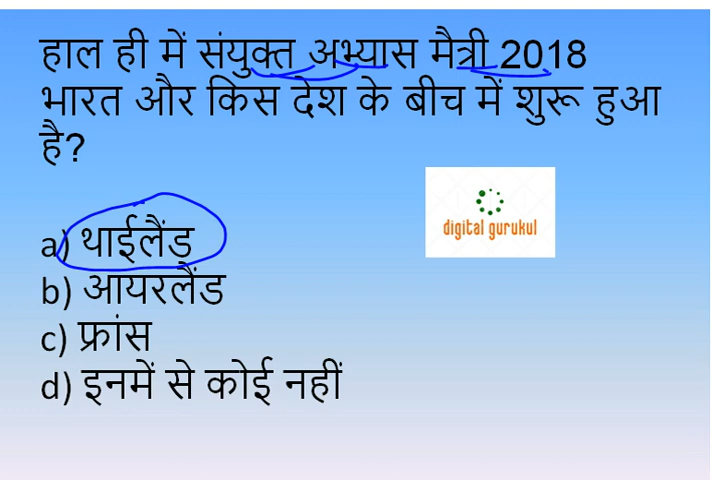 हाल ही में संयुक्त अभ्यास मैत्री 2018
भारत और किस देश के बीच में शुरू हुआ
है?
digital gurukul
a) थाईलैंड
b) आयरलैंड
c) फ्रांस
d) इनमें से कोई नहीं